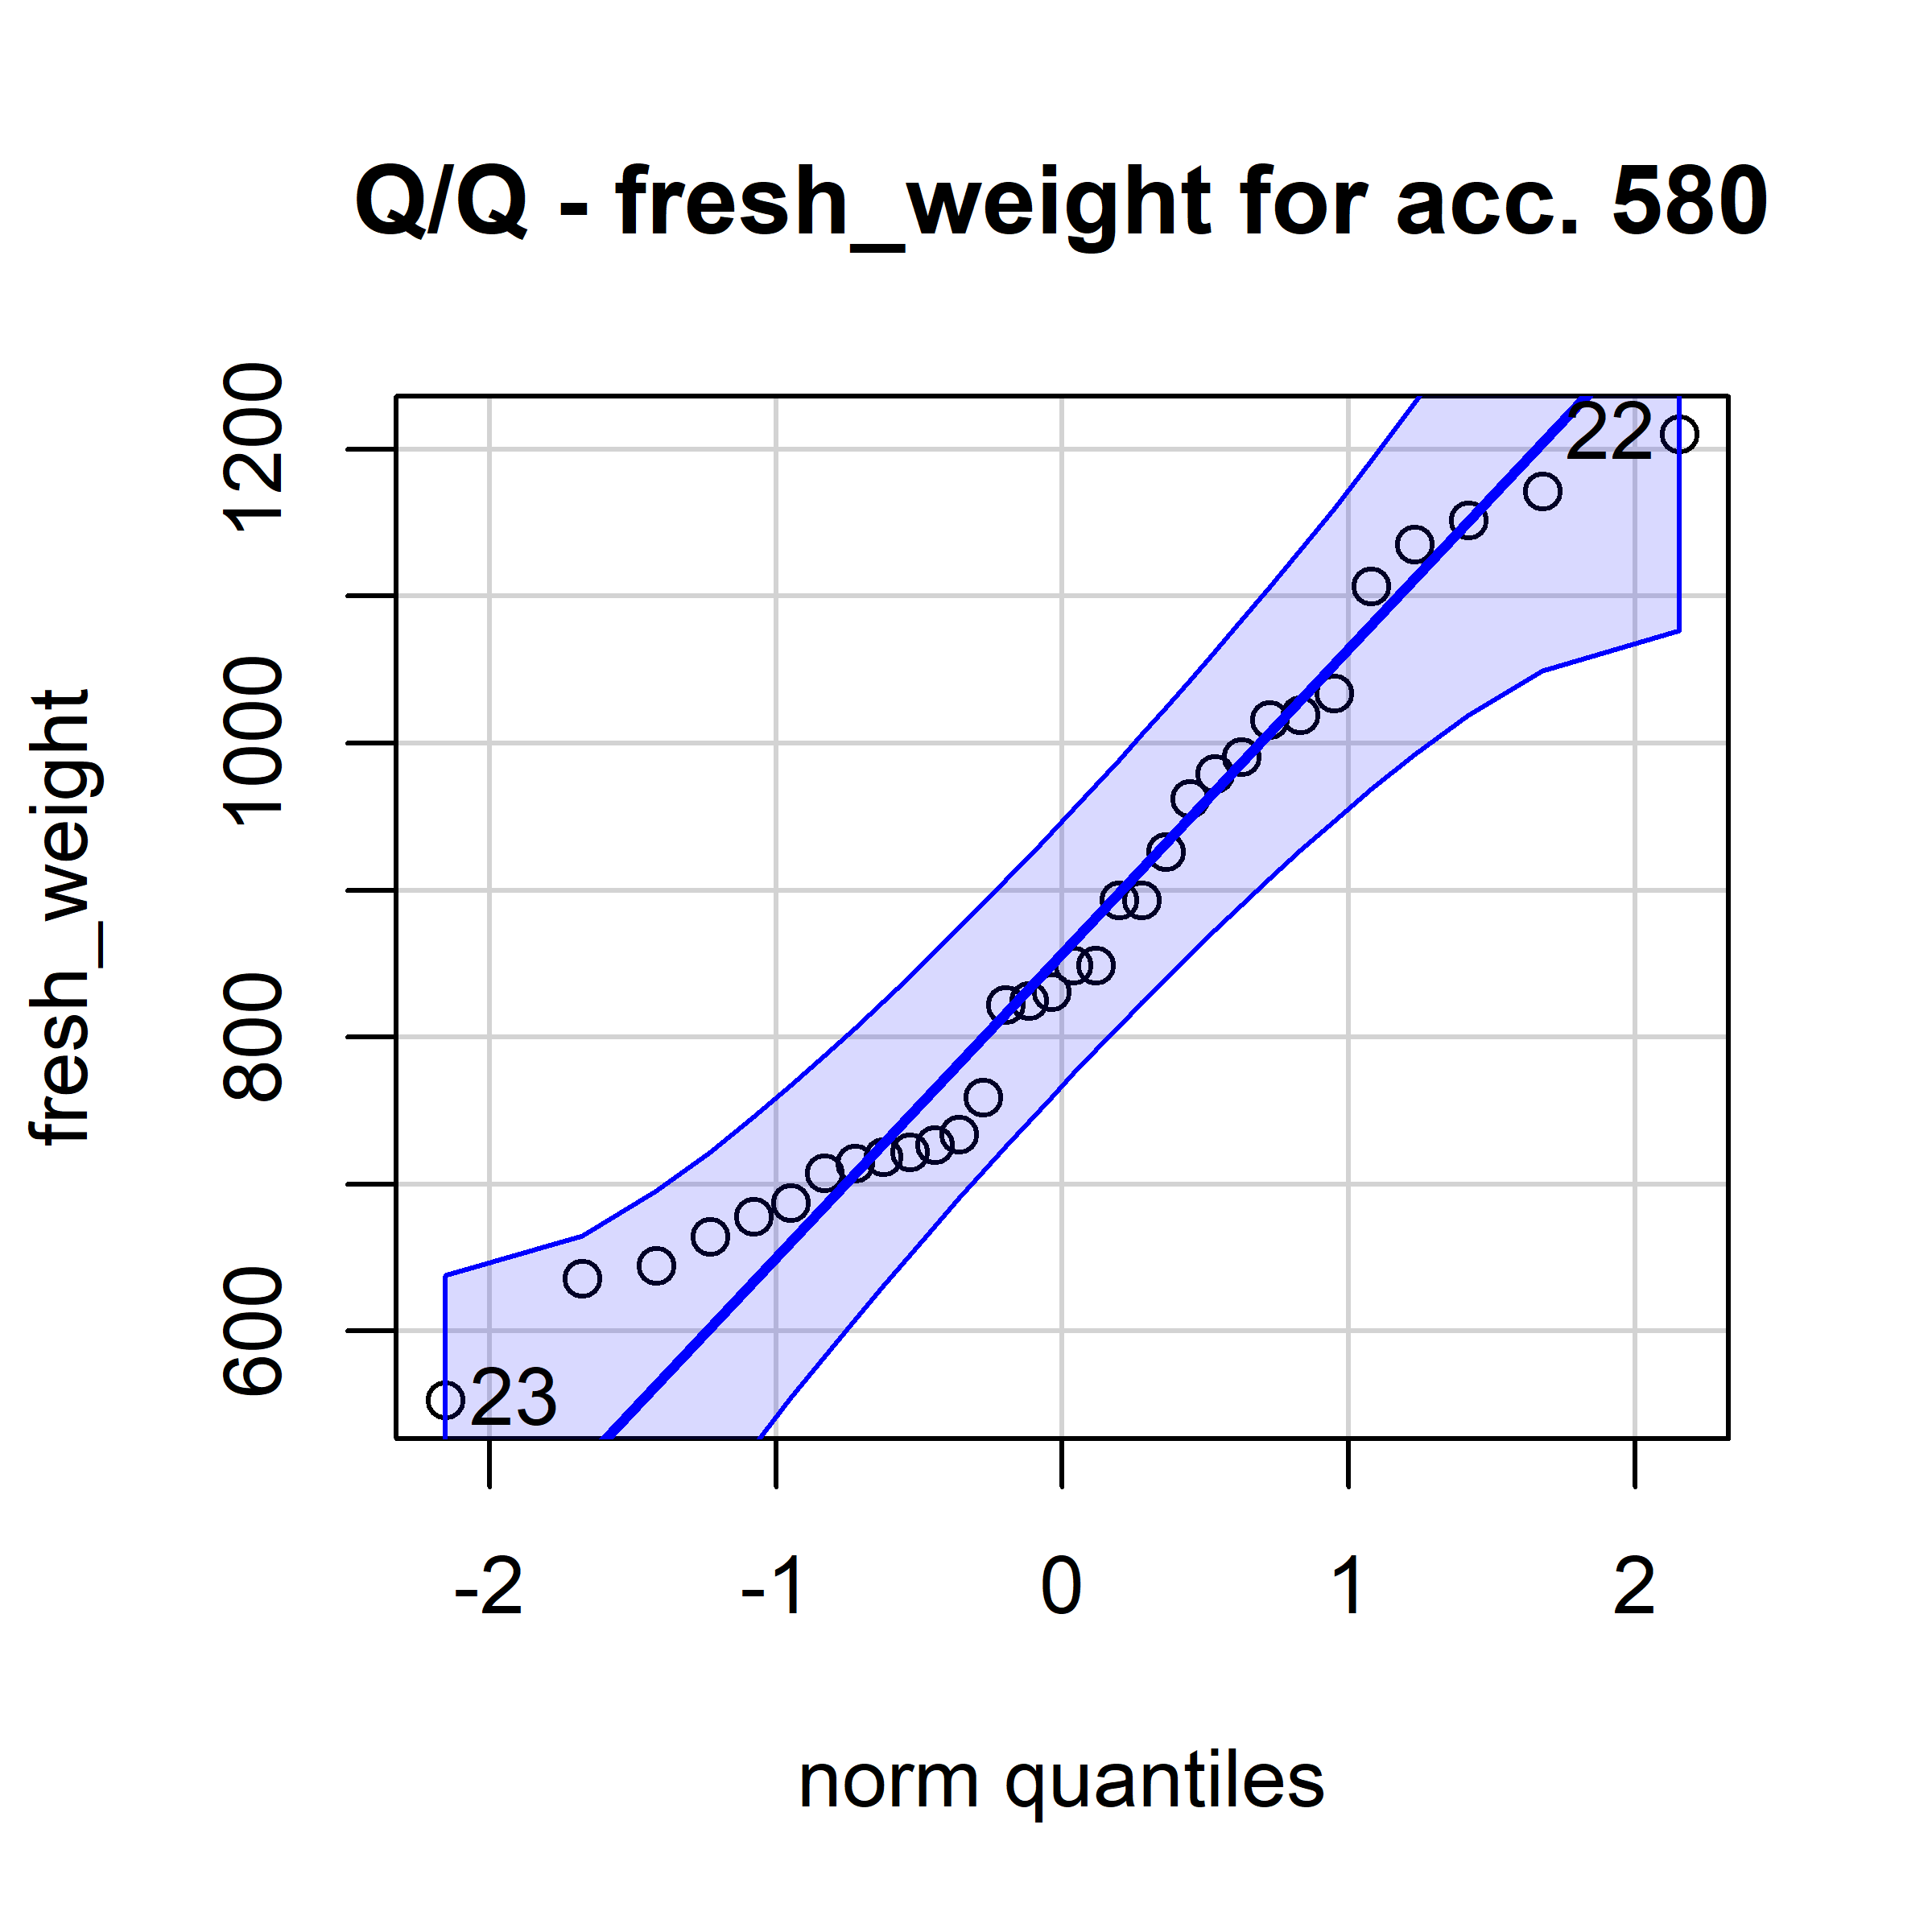 Q/Q - fresh_weight for acc. 580
fresh_weight
1200
1000
800
600
22
23
-2 -1 0 1 2
norm quantiles